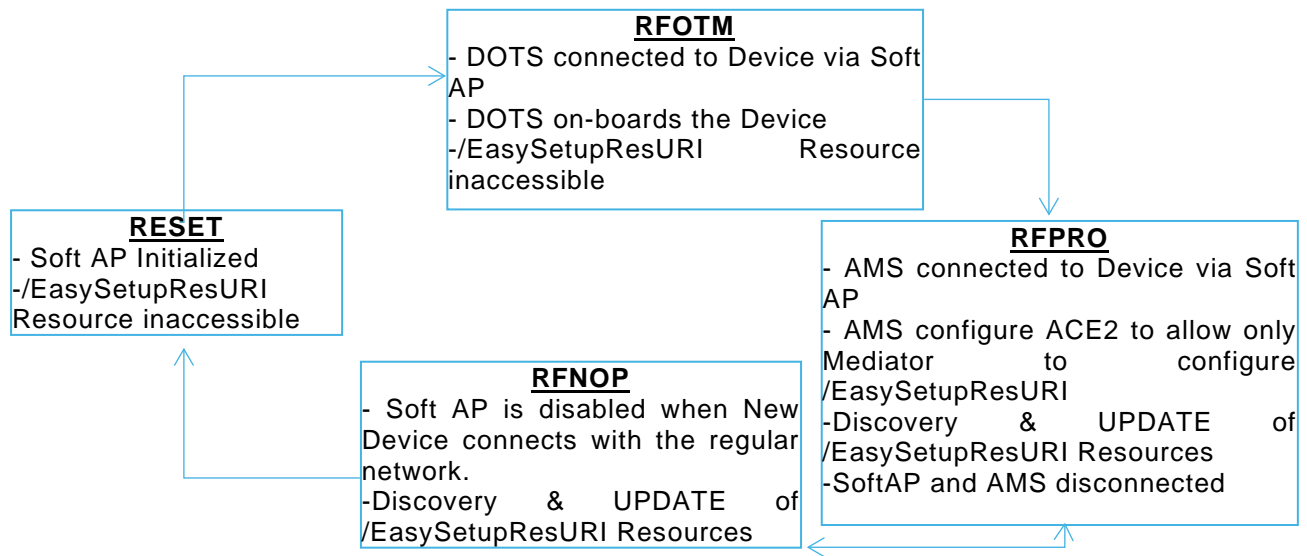 RFOTM
- DOTS connected to Device via Soft
AP
- DOTS on-boards the Device
-/EasySetupResURI Resource
inaccessible
RESET
- Soft AP Initialized
-/EasySetupResURI
Resource inaccessible
RFPRO
- AMS connected to Device via Soft
AP
- AMS configure ACE2 to allow only
Mediator to configure
/EasySetupResURI
-Discovery & UPDATE of
/EasySetupResURI Resources
-SoftAP and AMS disconnected
RFNOP
- Soft AP is disabled when New
Device connects with the regular
network.
-Discovery & UPDATE of
/EasySetupResURI Resources